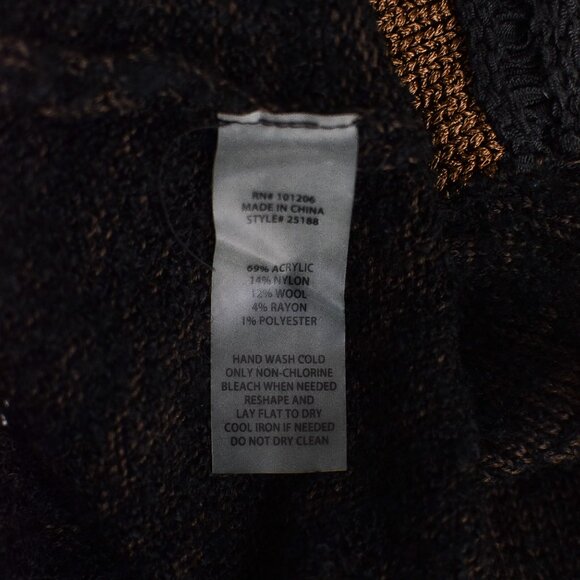 RN# 101206
MADE IN CHINA
STYLE# 25188
69% ACRYLIC
14% NYLON
12% WOOL
4% RAYON
1% POLYESTER
HAND WASH COLD
ONLY NON-CHLORINE
BLEACH WHEN NEEDED
RESHAPE AND
LAY FLAT TO DRY
COOL IRON IF NEEDED
DO NOT DRY CLEAN